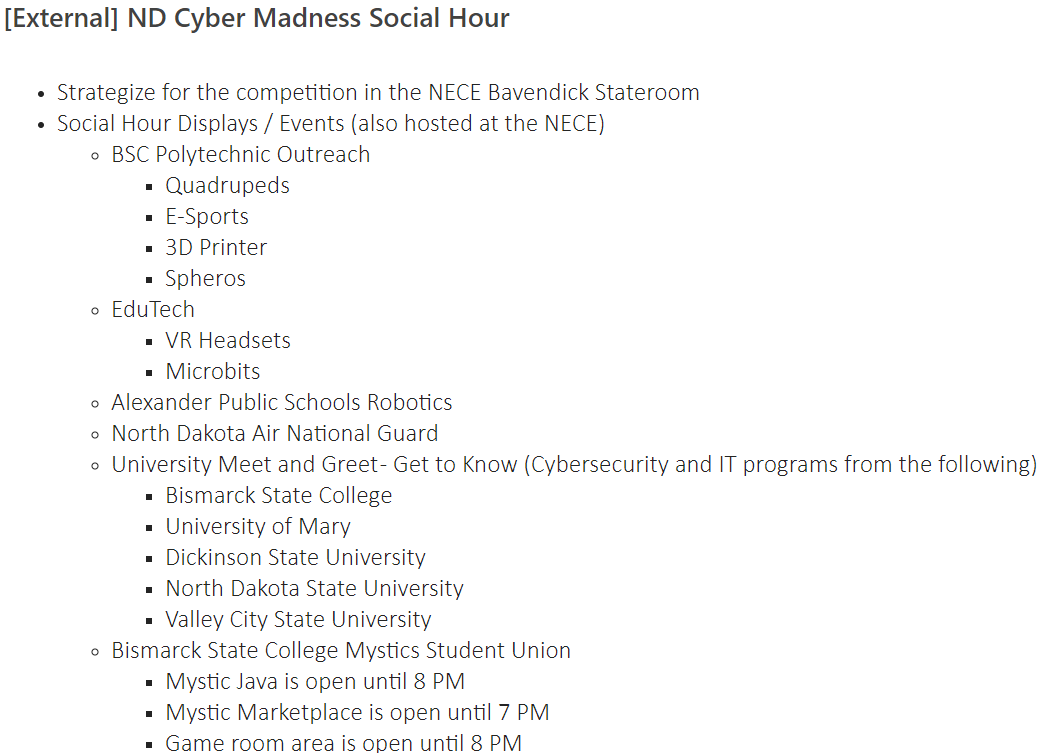 [External] ND Cyber Madness Social Hour
Strategize for the competition in the NECE Bavendick Stateroom
Social Hour Displays / Events (also hosted at the NECE)
BSC Polytechnic Outreach
Quadrupeds
E-Sports
3D Printer
Spheros
EduTech
VR Headsets
Microbits
Alexander Public Schools Robotics
North Dakota Air National Guard
University Meet and Greet- Get to Know (Cybersecurity and IT programs from the following)
Bismarck State College
University of Mary
Dickinson State University
North Dakota State University
Valley City State University
Bismarck State College Mystics Student Union
Mystic Java is open until 8 PM
Mystic Marketplace is open until 7 PM
Game room area is open until 8 PM